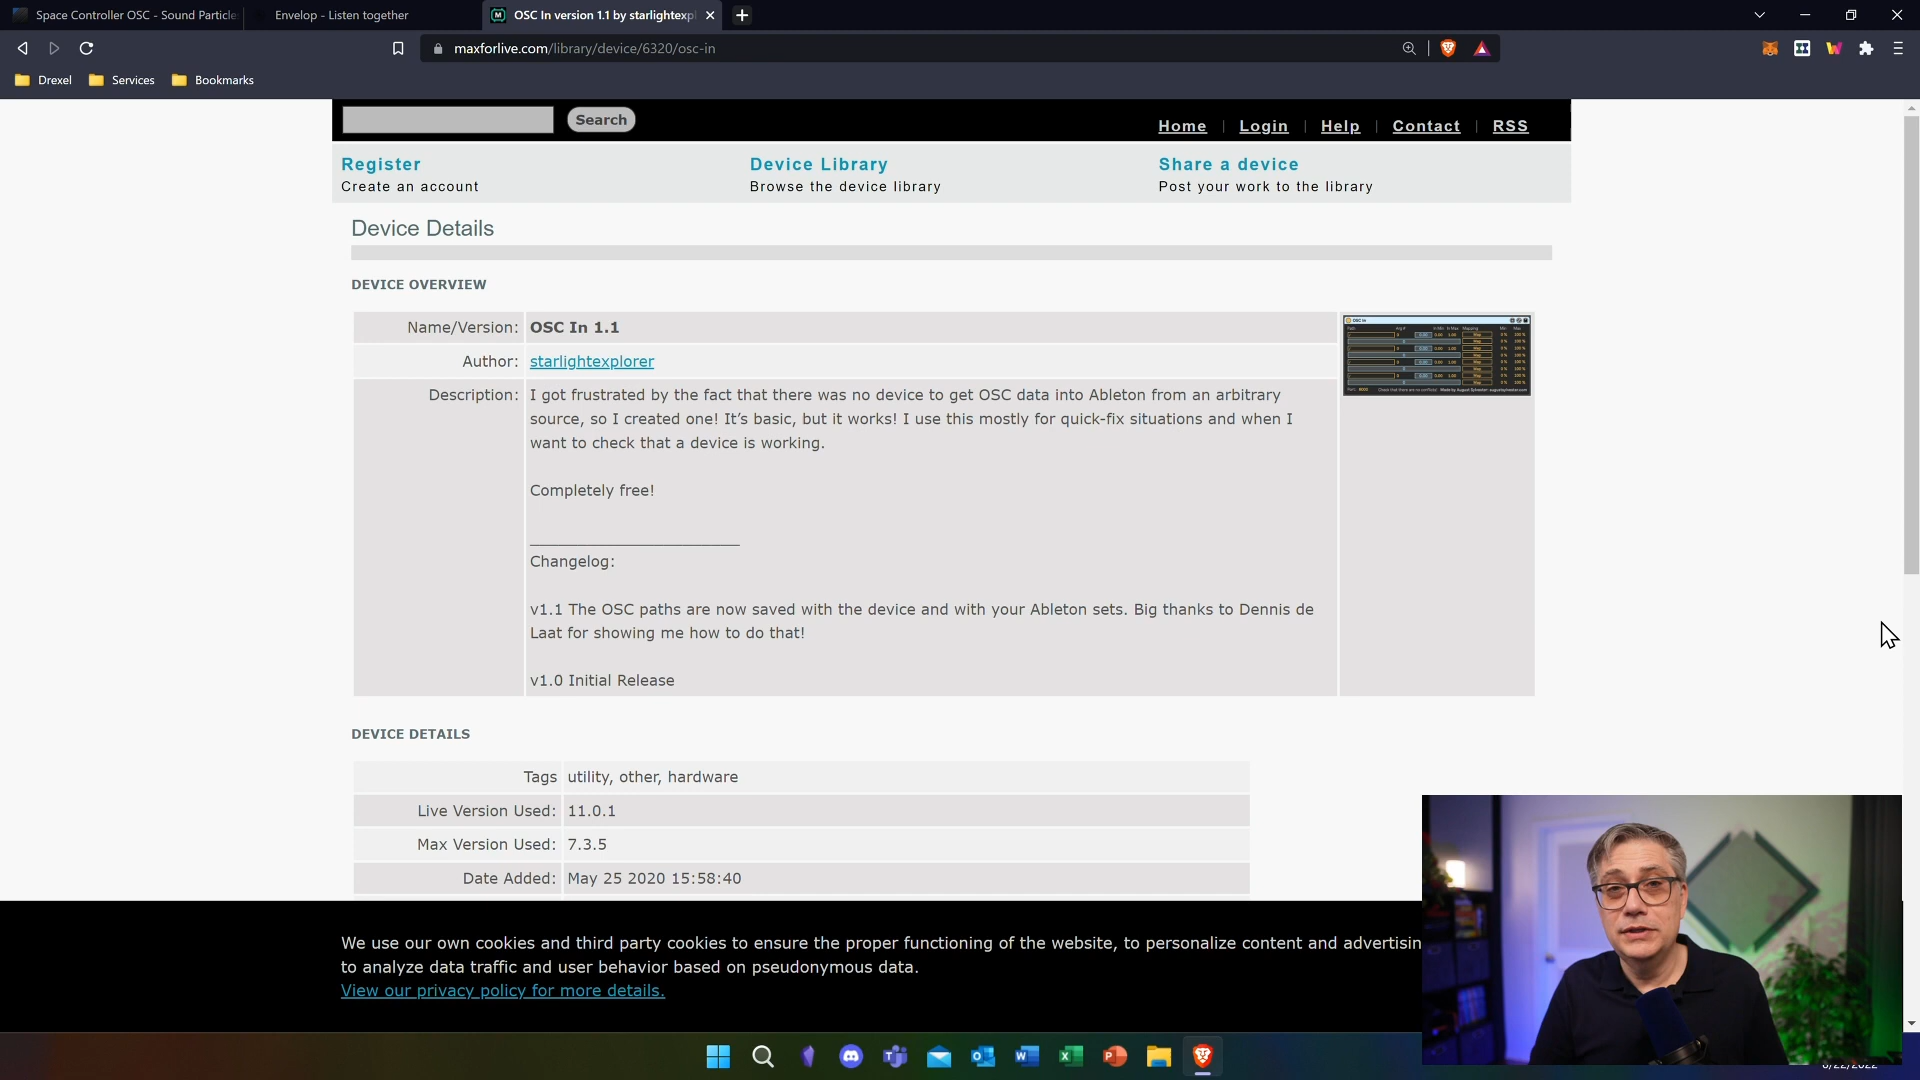 Space Controller OSC - Sound Particle
Envelop - Listen together
OSC In version 1.1 by starlightexp
maxforlive.com/library/device/6320/osc-in
Drexel
Services
Bookmarks
Search
Home | Login | Help | Contact | RSS
Register
Create an account
Device Library
Browse the device library
Share a device
Post your work to the library
Device Details
DEVICE OVERVIEW
Name/Version: OSC In 1.1
Author: starlightexplorer
Description: I got frustrated by the fact that there was no device to get OSC data into Ableton from an arbitrary
source, so I created one! It's basic, but it works! I use this mostly for quick-fix situations and when I
want to check that a device is working.
Completely free!
Changelog:
v1.1 The OSC paths are now saved with the device and with your Ableton sets. Big thanks to Dennis de
Laat for showing me how to do that!
v1.0 Initial Release
DEVICE DETAILS
Tags utility, other, hardware
Live Version Used: 11.0.1
Max Version Used: 7.3.5
Date Added: May 25 2020 15:58:40
We use our own cookies and third party cookies to ensure the proper functioning of the website, to personalize content and advertisin
to analyze data traffic and user behavior based on pseudonymous data.
View our privacy policy for more details.